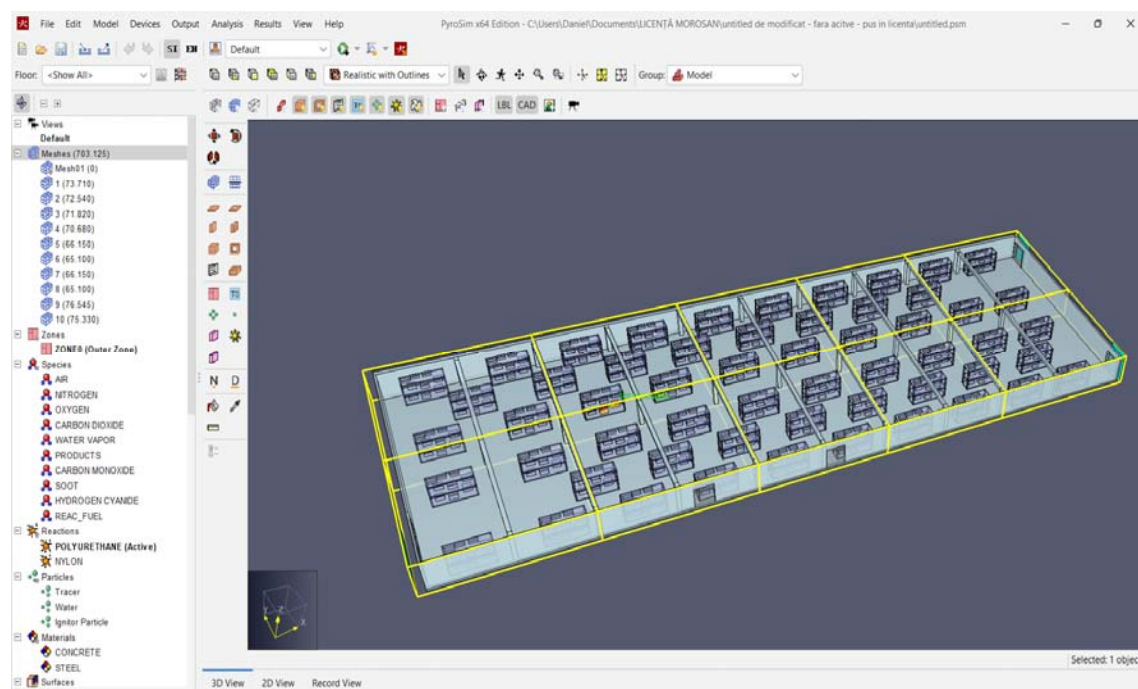 File Edit Model Devices Output Analysis Results View Help
PyroSim x64 Edition - C:\Users\Daniel\Documents\LICENȚĂ MOROSAN\untitled de modificat - fara acitve - pus in licenta\untitled.psm
SI EN Default
Floor: <Show All> Realistic with Outlines Group: Model
LBL CAD
Views
Default
Meshes (703.125)
Mesh01 (0)
1 (73.710)
2 (72.540)
3 (71.820)
4 (70.680)
5 (66.150)
6 (65.100)
7 (66.150)
8 (65.100)
9 (76.545)
10 (75.330)
Zones
ZONE0 (Outer Zone)
Species
AIR
NITROGEN
OXYGEN
CARBON DIOXIDE
WATER VAPOR
PRODUCTS
CARBON MONOXIDE
SOOT
HYDROGEN CYANIDE
REAC_FUEL
Reactions
POLYURETHANE (Active)
NYLON
Particles
Tracer
Water
Ignitor Particle
Materials
CONCRETE
STEEL
Surfaces
N D
Y Z X
Selected: 1 objec
3D View 2D View Record View